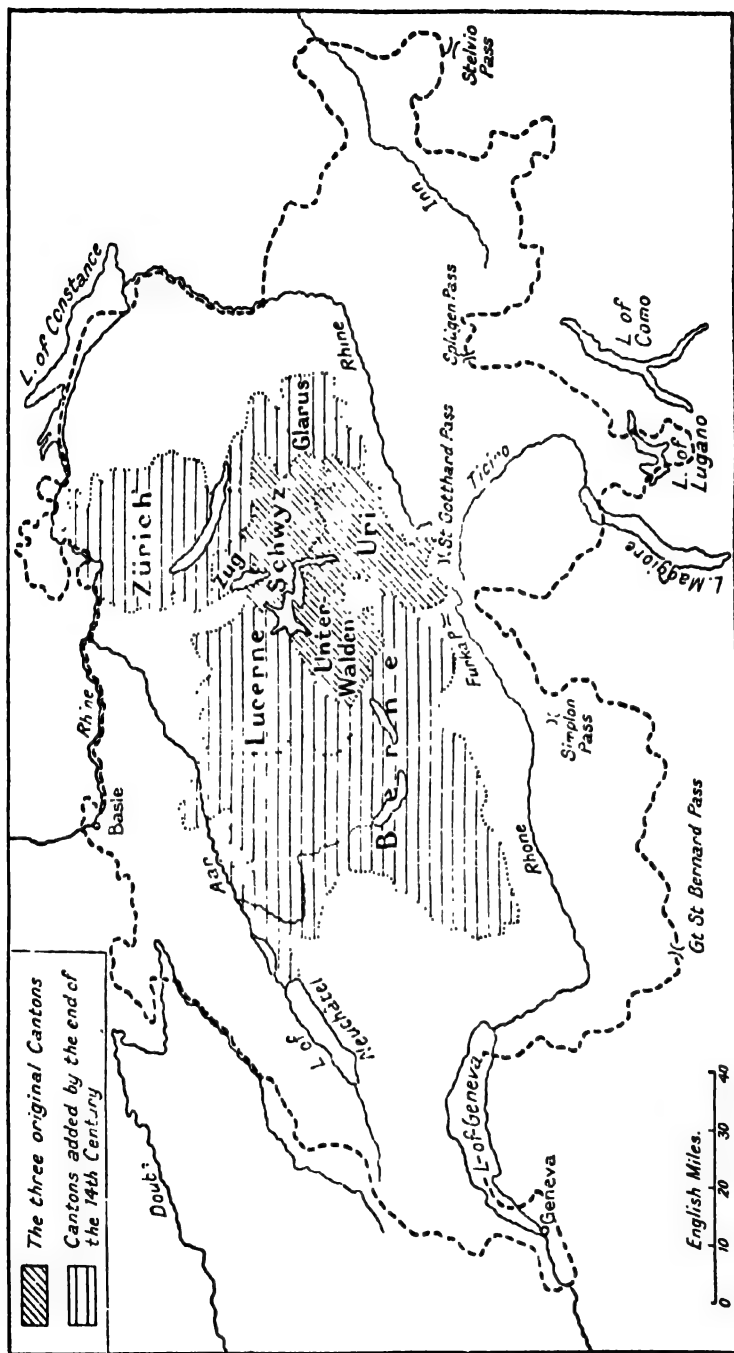 The three original Cantons
Cantons added by the end of
the 14th Century
L. of Constance
Rhine
Basle
Zürich
Aar
Doubs
Zug
Lucerne
Schwyz
Glarus
Unter
Walden
Uri
Rhine
Inn
Stelvio
Pass
Berne
L of
Neuchâtel
Furka P
St Gotthard Pass
Splügen Pass
Ticino
Rhone
Simplon
Pass
L. of Geneva
Geneva
Gt St Bernard Pass
L. Maggiore
L. of
Lugano
L of
Como
English Miles.
0 10 20 30 40